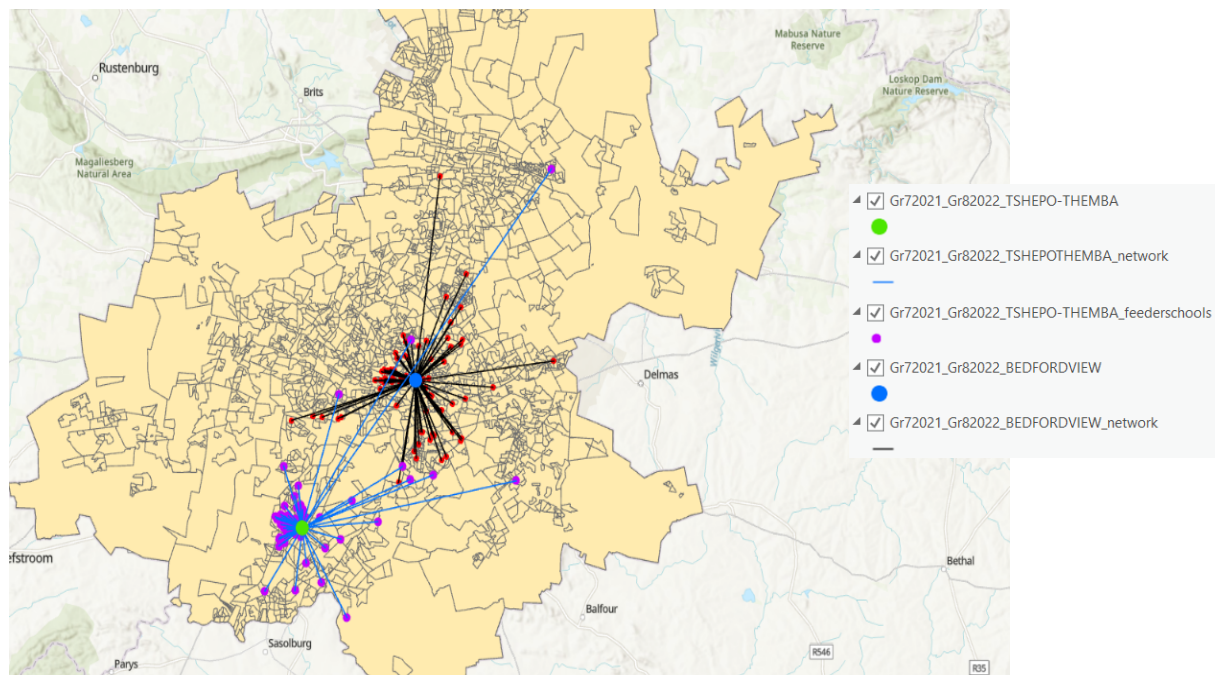 Mabusa Nature
Reserve
Rustenburg
Loskop Dam
Nature Reserve
Brits
Magaliesberg
Natural Area
Gr72021_Gr82022_TSHEPO-THEMBA
Gr72021_Gr82022_TSHEPOTHEMBA_network
Gr72021_Gr82022_TSHEPO-THEMBA_feederschools
Wilge
Delmas
Gr72021_Gr82022_BEDFORDVIEW
Gr72021_Gr82022_BEDFORDVIEW_network
efstroom
Bethal
Balfour
Sasolburg
R546
Parys
R35